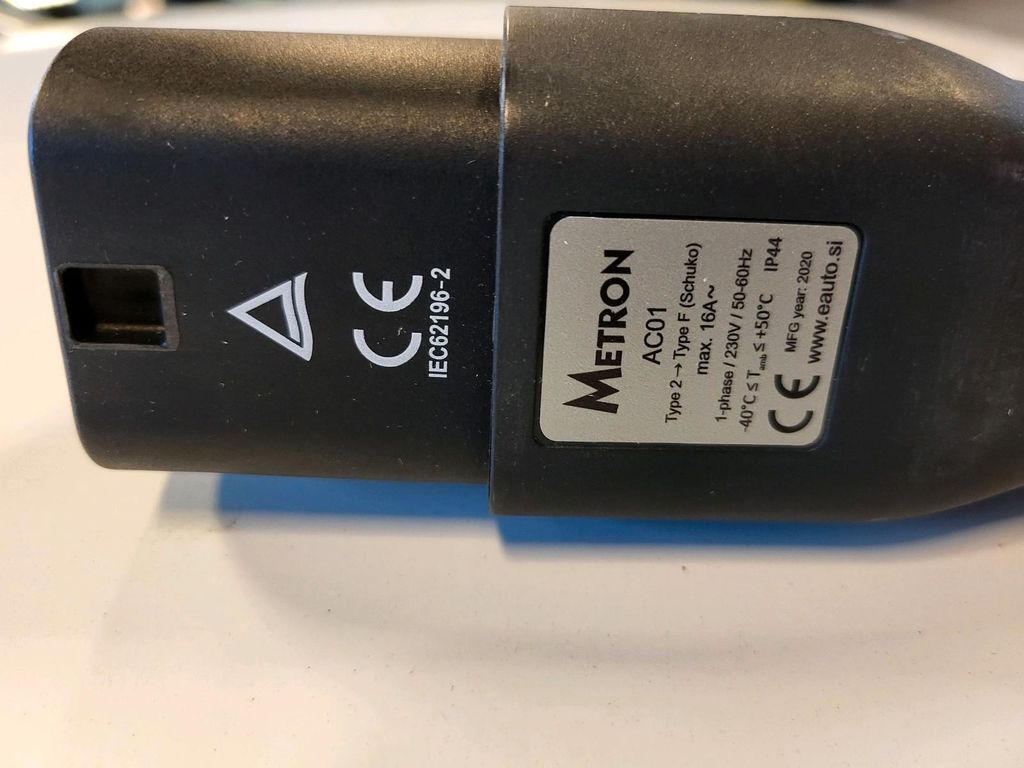 CE
IEC62196-2
METRON
AC01
Type 2 → Type F (Schuko)
max. 16A~
1-phase / 230V / 50-60Hz
-40°C ≤ Tamb ≤ +50°C IP44
CE MFG year: 2020
www.eauto.si